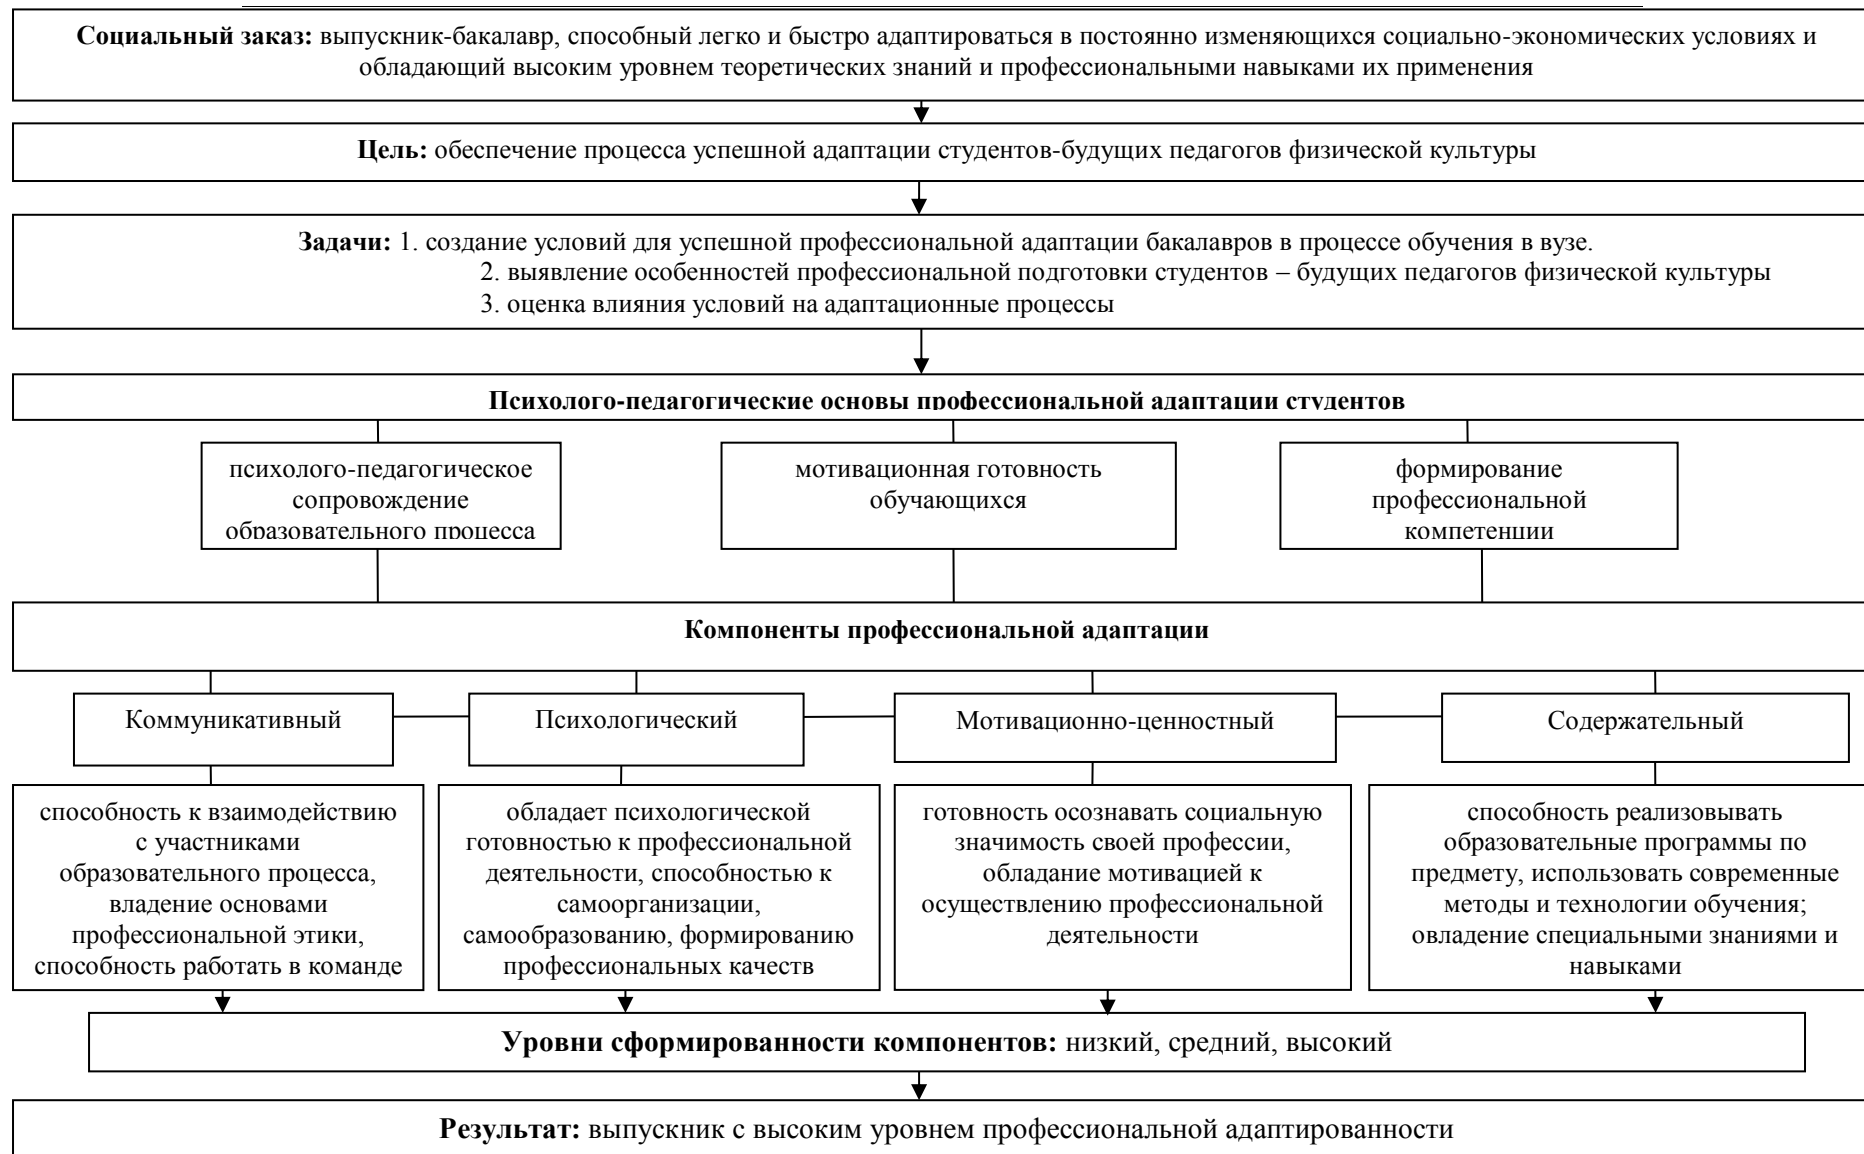 Социальный заказ: выпускник-бакалавр, способный легко и быстро адаптироваться в постоянно изменяющихся социально-экономических условиях и
обладающий высоким уровнем теоретических знаний и профессиональными навыками их применения
Цель: обеспечение процесса успешной адаптации студентов-будущих педагогов физической культуры
Задачи: 1. создание условий для успешной профессиональной адаптации бакалавров в процессе обучения в вузе.
2. выявление особенностей профессиональной подготовки студентов – будущих педагогов физической культуры
3. оценка влияния условий на адаптационные процессы
Психолого-педагогические основы профессиональной адаптации студентов
психолого-педагогическое
сопровождение
образовательного процесса
мотивационная готовность
обучающихся
формирование
профессиональной
компетенции
Компоненты профессиональной адаптации
Коммуникативный
Психологический
Мотивационно-ценностный
Содержательный
способность к взаимодействию
с участниками
образовательного процесса,
владение основами
профессиональной этики,
способность работать в команде
обладает психологической
готовностью к профессиональной
деятельности, способностью к
самоорганизации,
самообразованию, формированию
профессиональных качеств
готовность осознавать социальную
значимость своей профессии,
обладание мотивацией к
осуществлению профессиональной
деятельности
способность реализовывать
образовательные программы по
предмету, использовать современные
методы и технологии обучения;
овладение специальными знаниями и
навыками
Уровни сформированности компонентов: низкий, средний, высокий
Результат: выпускник с высоким уровнем профессиональной адаптированности